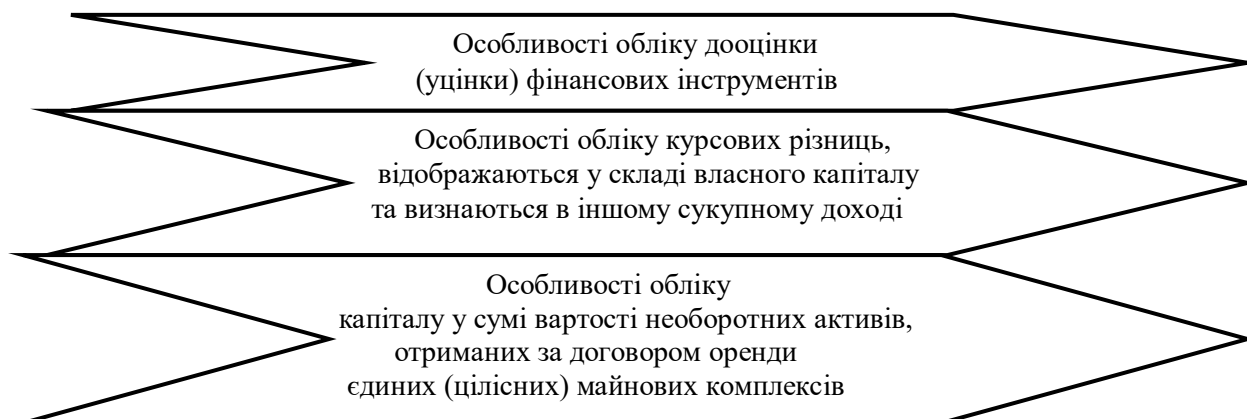 Особливості обліку дооцінки
(уцінки) фінансових інструментів
Особливості обліку курсових різниць,
відображаються у складі власного капіталу
та визнаються в іншому сукупному доході
Особливості обліку
капіталу у сумі вартості необоротних активів,
отриманих за договором оренди
єдиних (цілісних) майнових комплексів